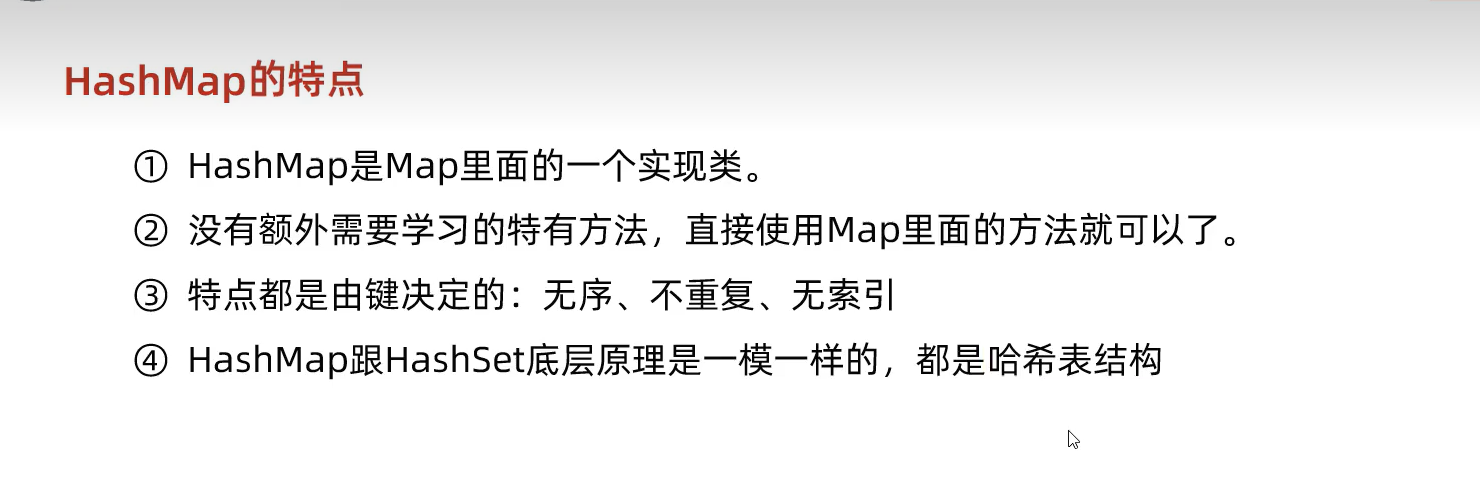 HashMap的特点
① HashMap是Map里面的一个实现类。
② 没有额外需要学习的特有方法，直接使用Map里面的方法就可以了。
③ 特点都是由键决定的：无序、不重复、无索引
④ HashMap跟HashSet底层原理是一模一样的，都是哈希表结构